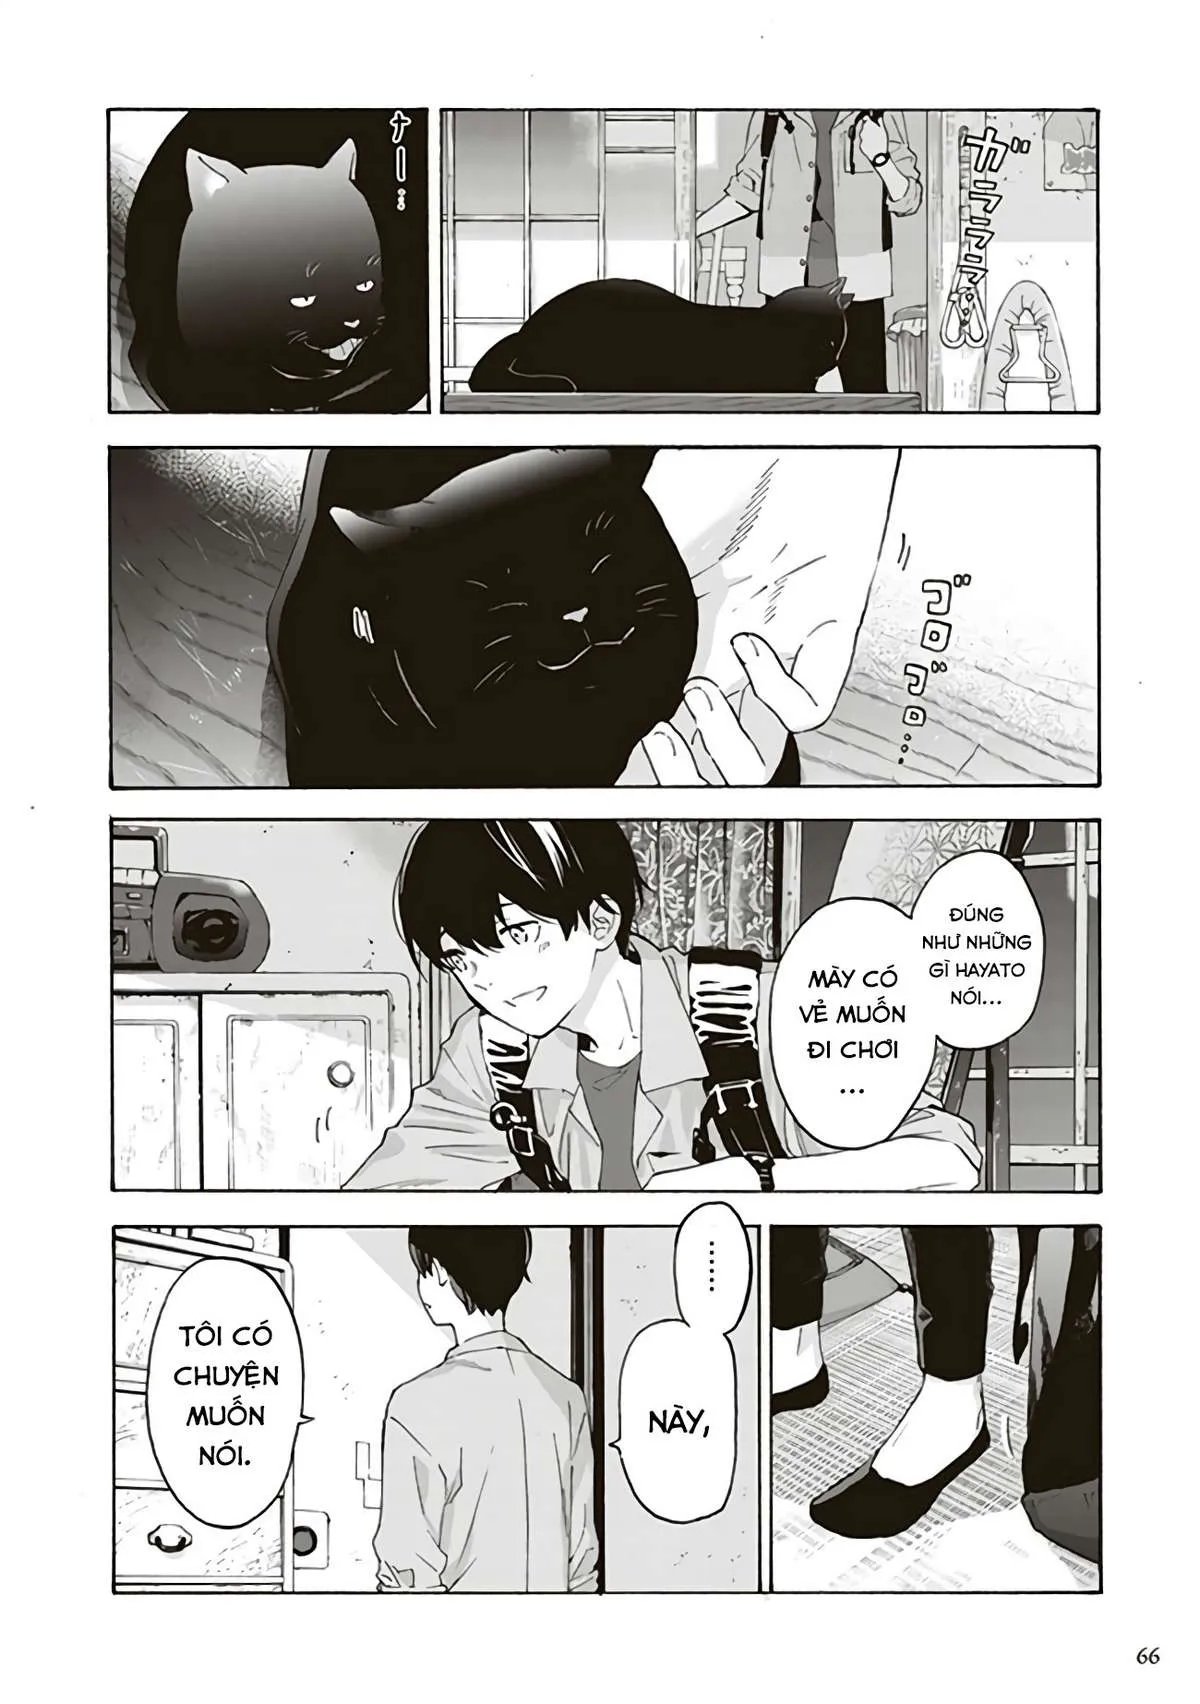 ガラララ
ナー…
ゴロゴロ……
ĐÚNG
NHƯ NHỮNG
GÌ HAYATO
NÓI...
MÀY CÓ
VẺ MUỐN
ĐI CHƠI
...
........
NÀY,
TÔI CÓ
CHUYỆN
MUỐN
NÓI.
66